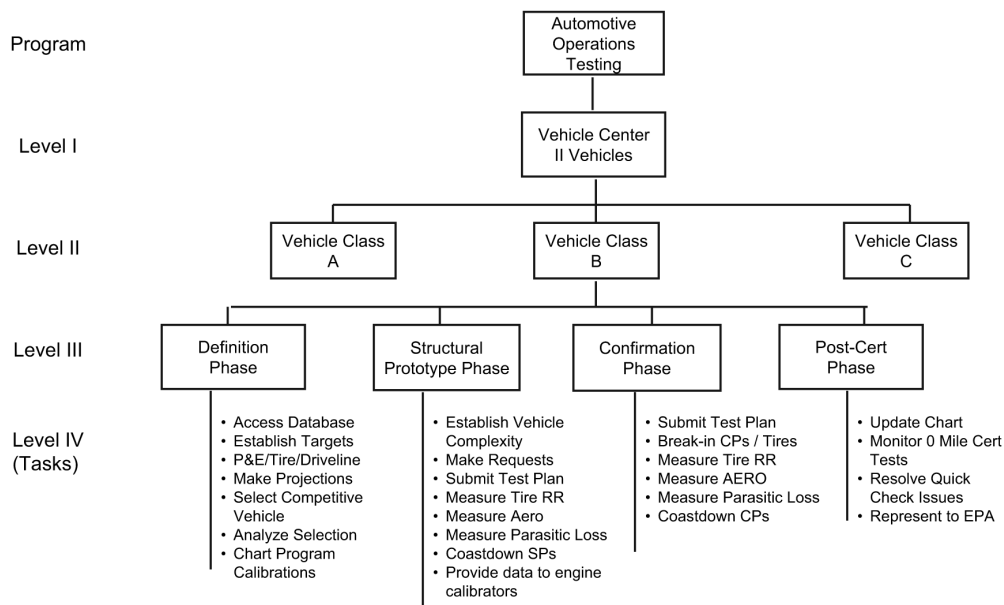 Program
Automotive
Operations
Testing
Level I
Vehicle Center
II Vehicles
Level II
Vehicle Class
A
Vehicle Class
B
Vehicle Class
C
Level III
Definition
Phase
Structural
Prototype Phase
Confirmation
Phase
Post-Cert
Phase
Level IV
(Tasks)
• Access Database
• Establish Targets
• P&E/Tire/Driveline
• Make Projections
• Select Competitive
Vehicle
• Analyze Selection
• Chart Program
Calibrations
• Establish Vehicle
Complexity
• Make Requests
• Submit Test Plan
• Measure Tire RR
• Measure Aero
• Measure Parasitic Loss
• Coastdown SPs
• Provide data to engine
calibrators
• Submit Test Plan
• Break-in CPs / Tires
• Measure Tire RR
• Measure AERO
• Measure Parasitic Loss
• Coastdown CPs
• Update Chart
• Monitor 0 Mile Cert
Tests
• Resolve Quick
Check Issues
• Represent to EPA